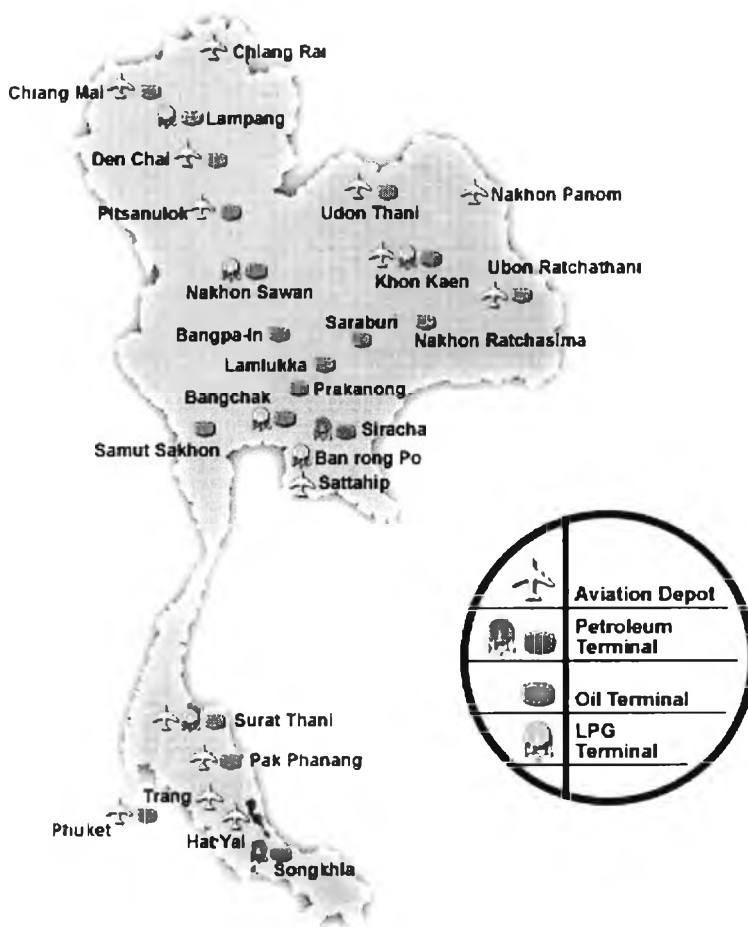 Chiang Rai
Chiang Mai
Lampang
Den Chai
Pitsanulok
Udon Thani
Nakhon Panom
Nakhon Sawan
Khon Kaen
Ubon Ratchathani
Bangpa-in
Saraburi
Nakhon Ratchasima
Lamlukka
Prakanong
Bangchak
Siracha
Samut Sakhon
Ban rong Po
Sattahip
Aviation Depot
Petroleum
Terminal
Oil Terminal
LPG
Terminal
Surat Thani
Pak Phanang
Trang
Phuket
Hat Yai
Songkhla